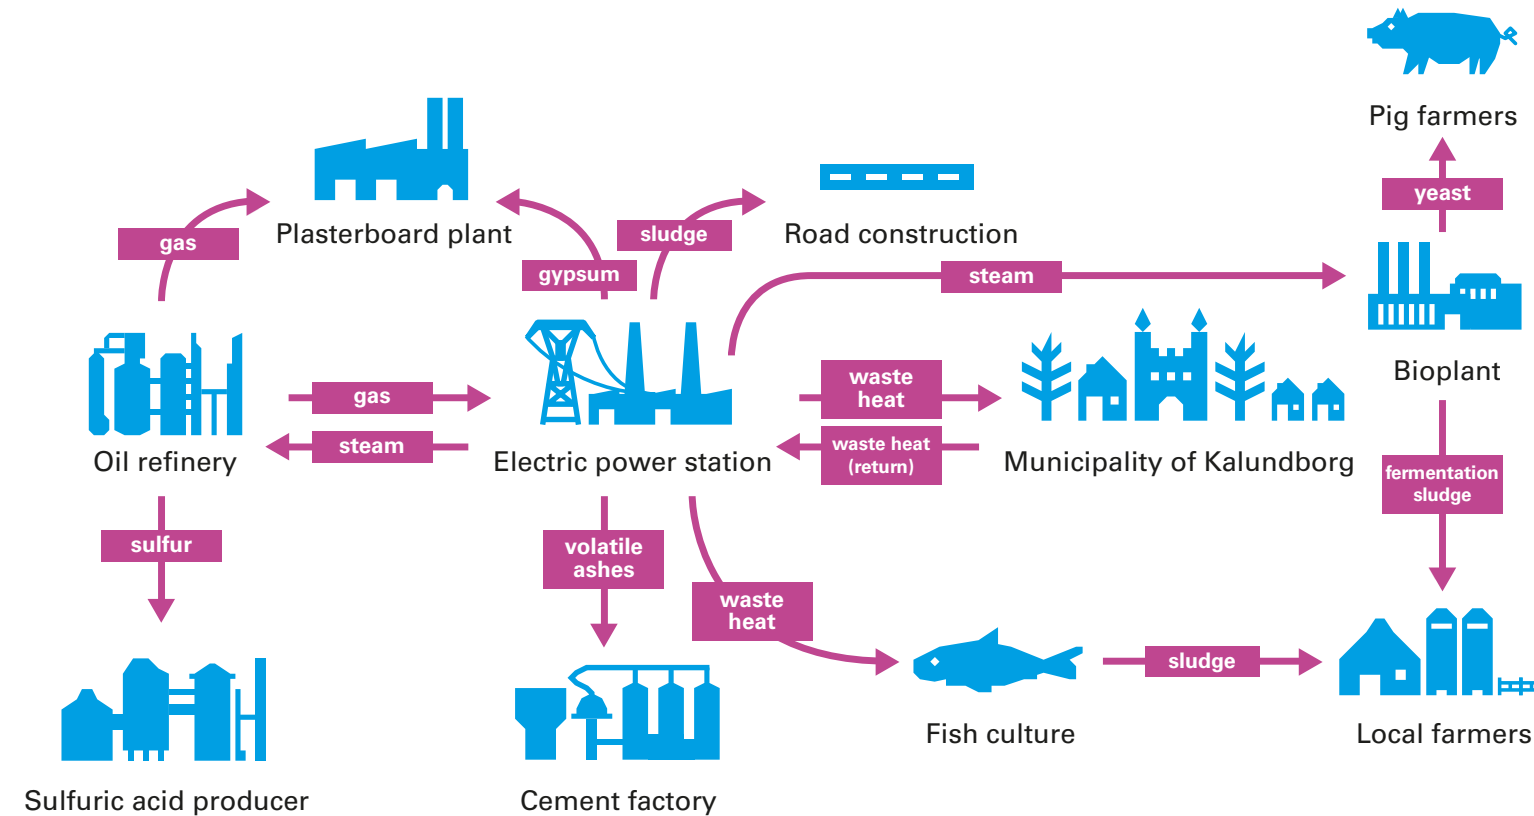 Pig farmers
yeast
gas
Plasterboard plant
gypsum
sludge
Road construction
steam
Bioplant
gas
steam
waste
heat
waste heat
(return)
Oil refinery
Electric power station
Municipality of Kalundborg
fermentation
sludge
sulfur
volatile
ashes
waste
heat
sludge
Fish culture
Local farmers
Sulfuric acid producer
Cement factory